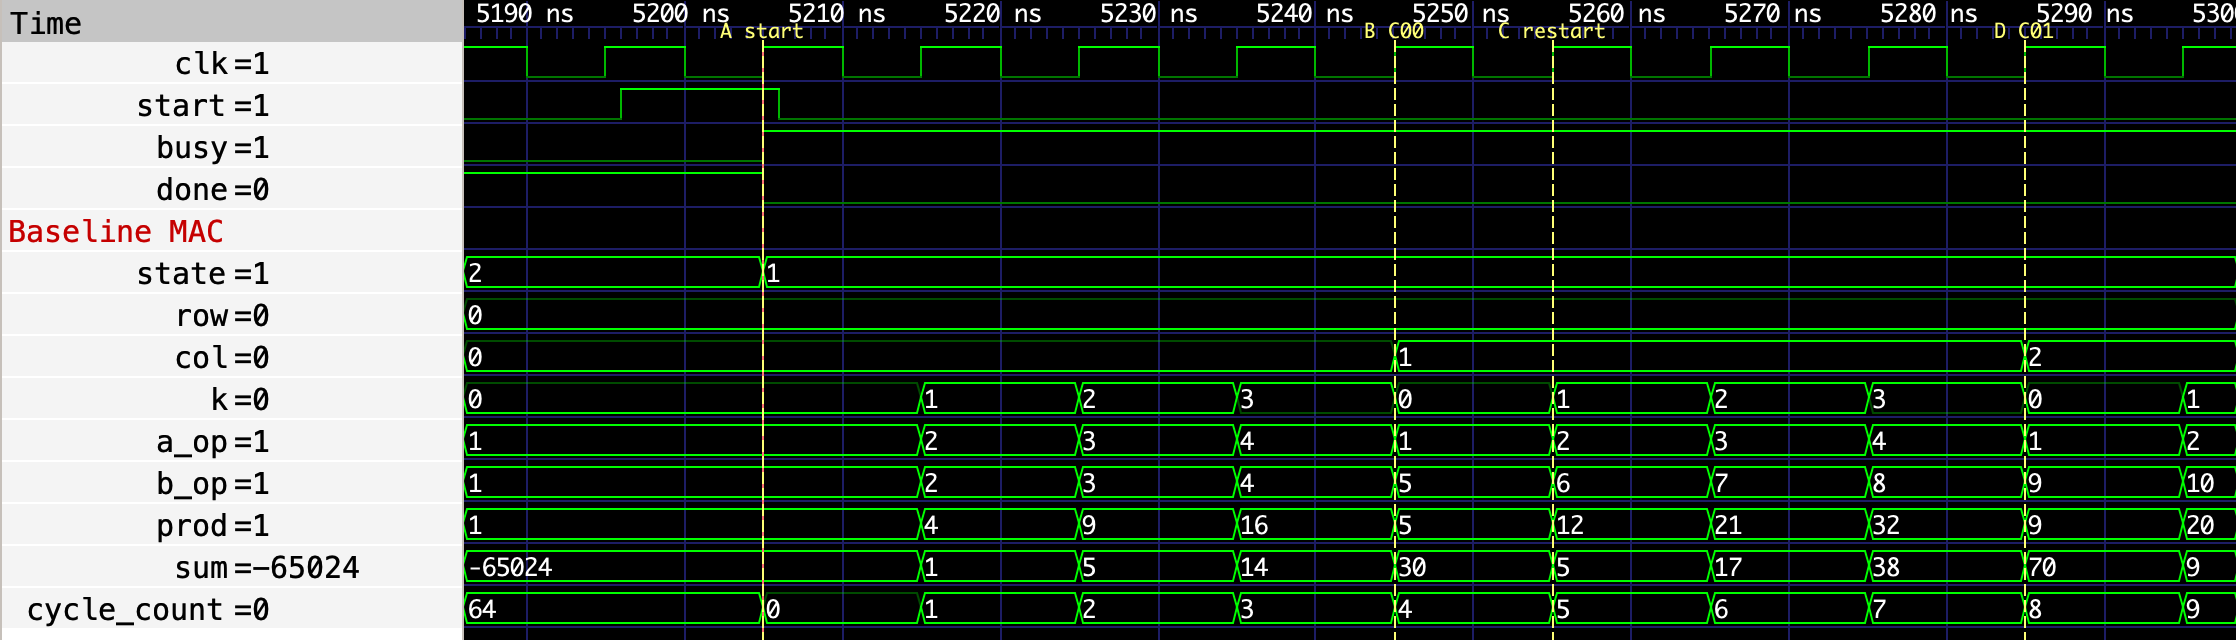 Time 5190 ns 5200 ns 5210 ns 5220 ns 5230 ns 5240 ns 5250 ns 5260 ns 5270 ns 5280 ns 5290 ns 530
A start B C00 C restart D C01
clk=1
start=1
busy=1
done=0
Baseline MAC
state=1 2 1
row=0 0
col=0 0 1 2
k=0 0 1 2 3 0 1 2 3 0 1
a_op=1 1 2 3 4 1 2 3 4 1 2
b_op=1 1 2 3 4 5 6 7 8 9 10
prod=1 1 4 9 16 5 12 21 32 9 20
sum=-65024 -65024 1 5 14 30 5 17 38 70 9
cycle_count=0 64 0 1 2 3 4 5 6 7 8 9